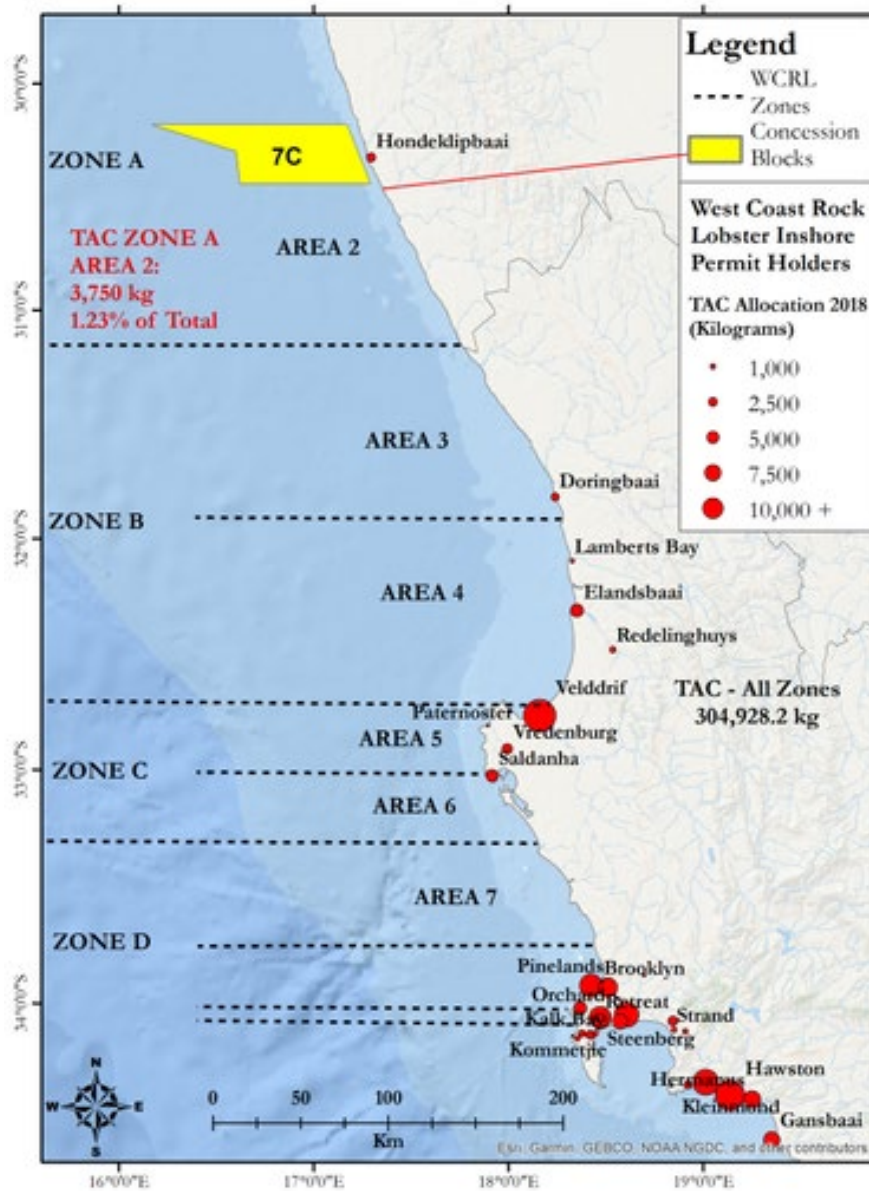 Legend
WCRL
Zones
Concession
Blocks
West Coast Rock
Lobster Inshore
Permit Holders
TAC Allocation 2018
(Kilograms)
1,000
2,500
5,000
7,500
10,000 +
30°0'0"S
31°0'0"S
32°0'0"S
33°0'0"S
34°0'0"S
ZONE A
7C
Hondeklipbaai
TAC ZONE A
AREA 2:
3,750 kg
1.23% of Total
AREA 2
AREA 3
Doringbaai
ZONE B
Lamberts Bay
AREA 4
Elandsbaai
Redelinghuys
Velddrif
TAC - All Zones
304,928.2 kg
Paternoster
Vredenburg
AREA 5
Saldanha
ZONE C
AREA 6
AREA 7
ZONE D
Pinelands
Brooklyn
Orchard
Retreat
Kalk Bay
Strand
Steenberg
Kommetjie
Hawston
Hermanus
Kleinmond
Gansbaai
N
W
E
S
0
50
100
200
Km
Esri, Garmin, GEBCO, NOAA NGDC, and other contributors
16°0'0"E
17°0'0"E
18°0'0"E
19°0'0"E